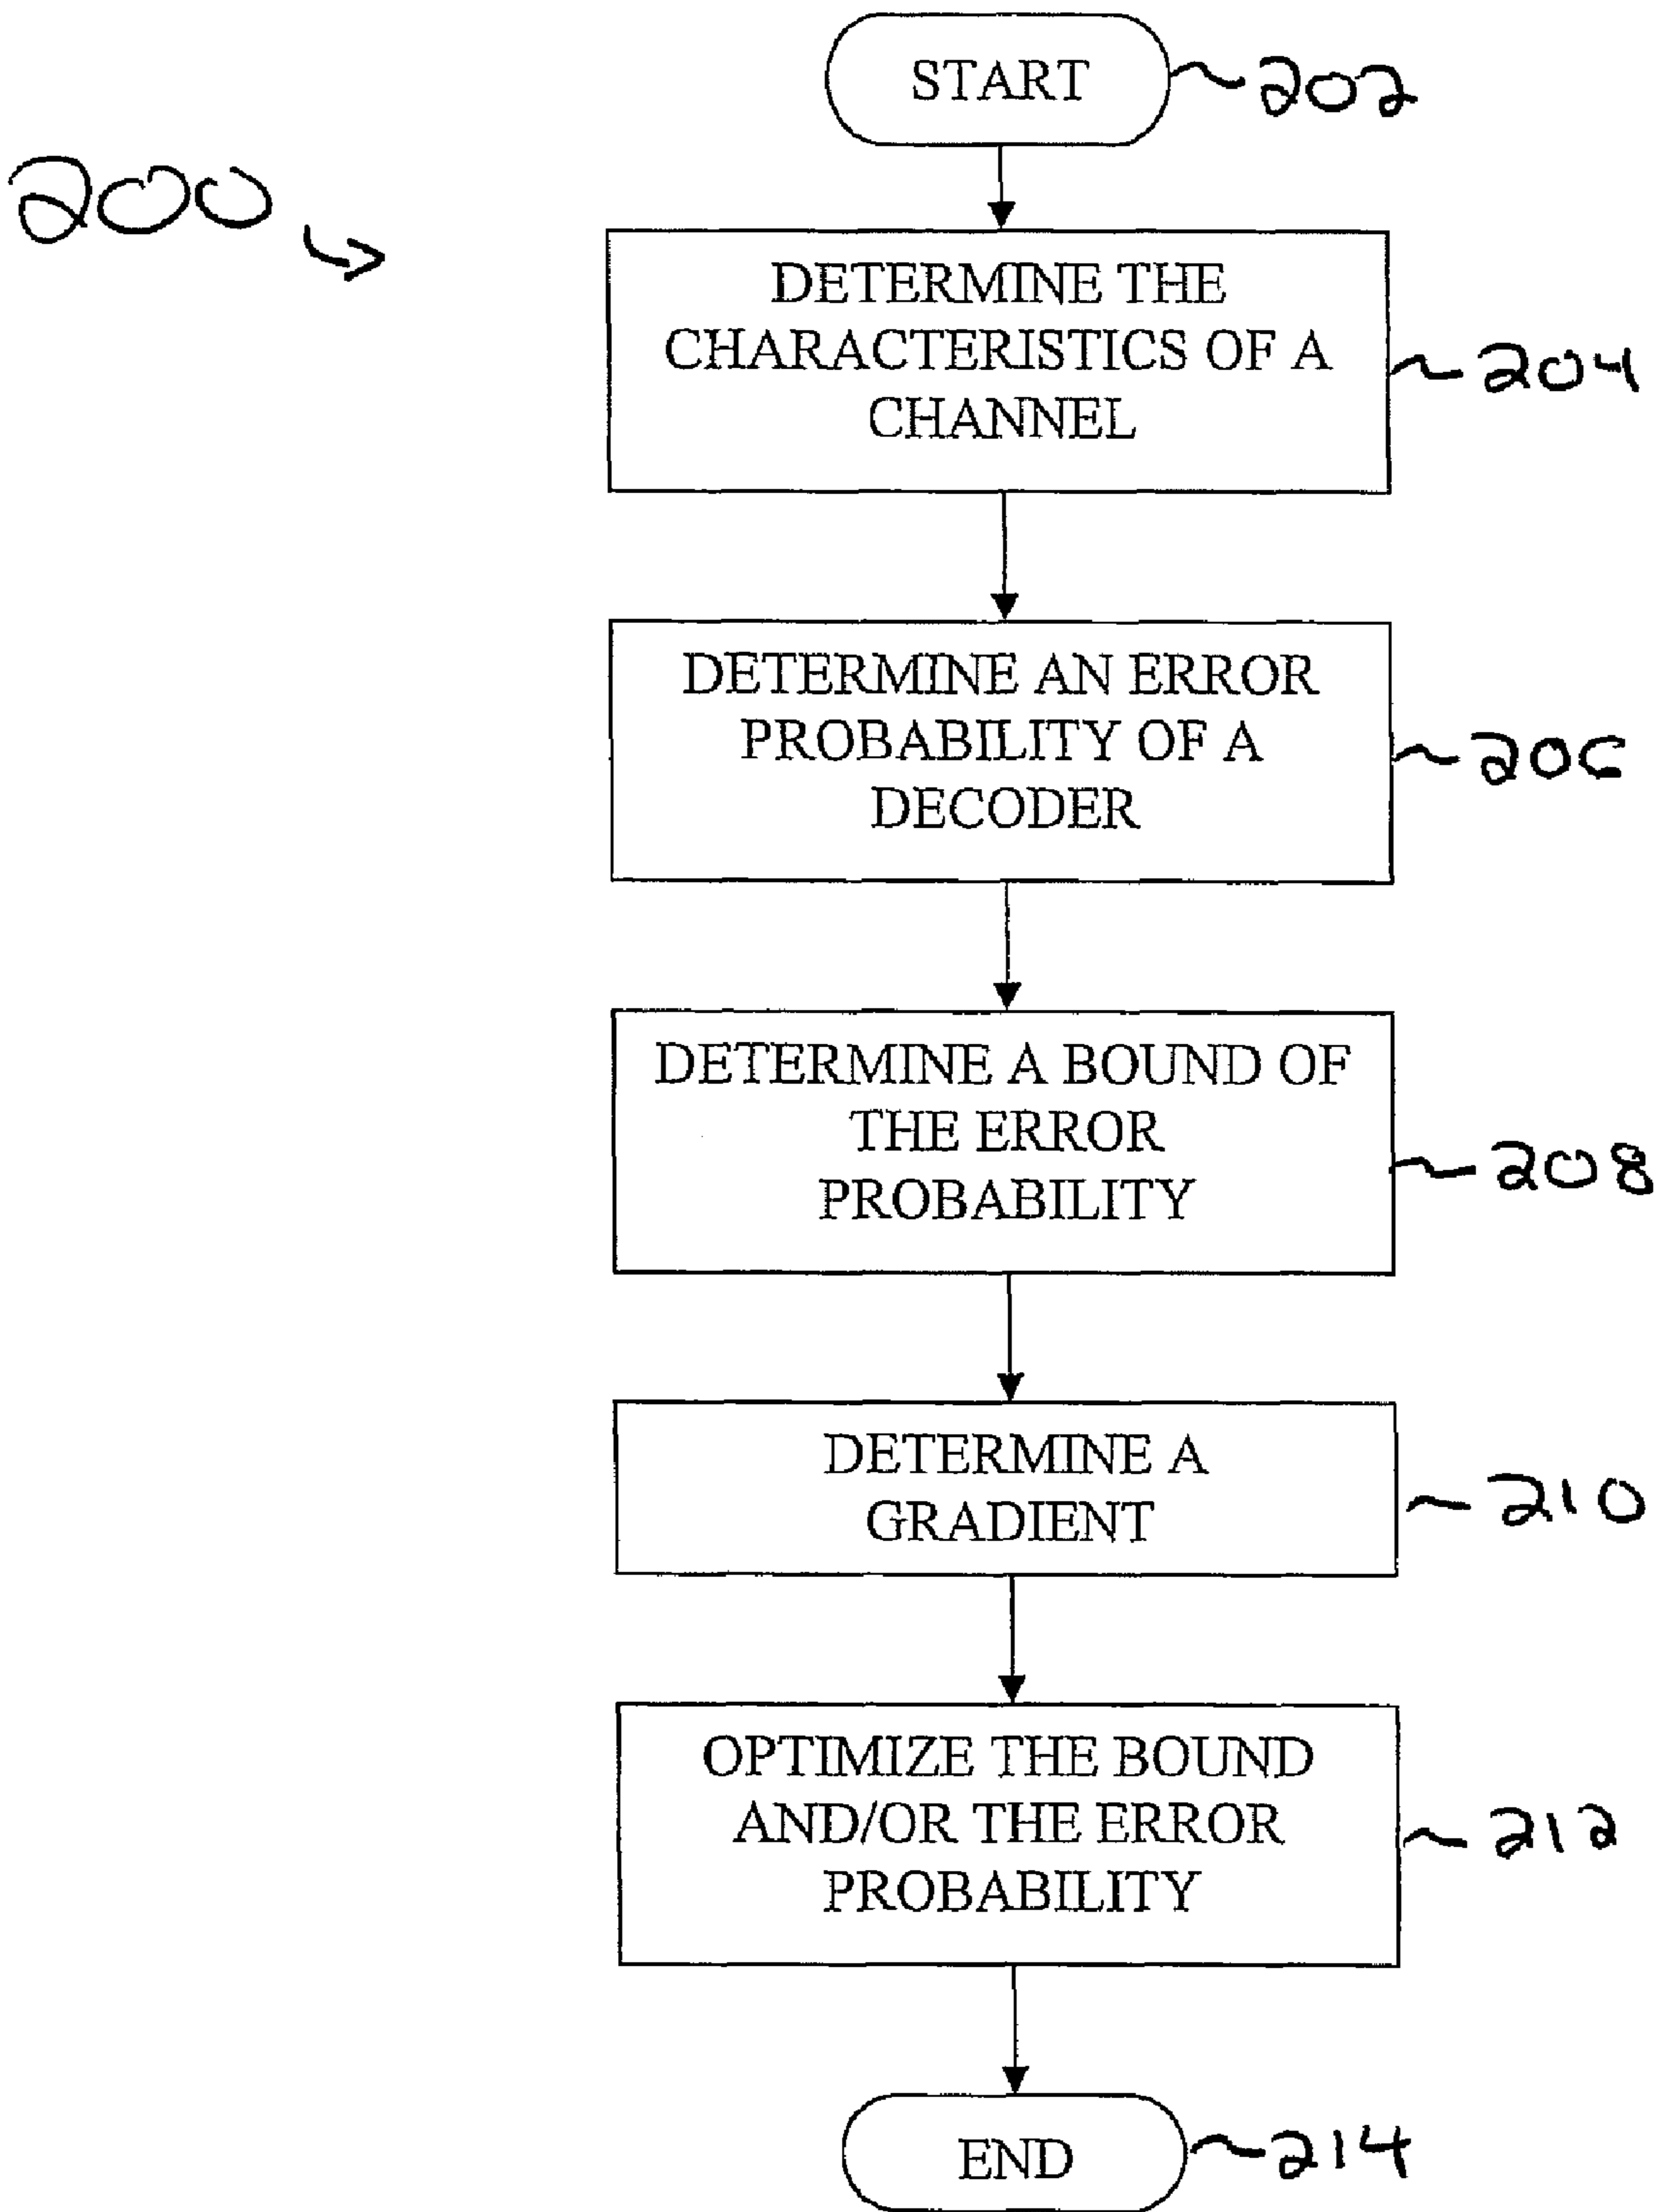 START
202
200
DETERMINE THE
CHARACTERISTICS OF A
CHANNEL
204
DETERMINE AN ERROR
PROBABILITY OF A
DECODER
206
DETERMINE A BOUND OF
THE ERROR
PROBABILITY
208
DETERMINE A
GRADIENT
210
OPTIMIZE THE BOUND
AND/OR THE ERROR
PROBABILITY
212
END
214